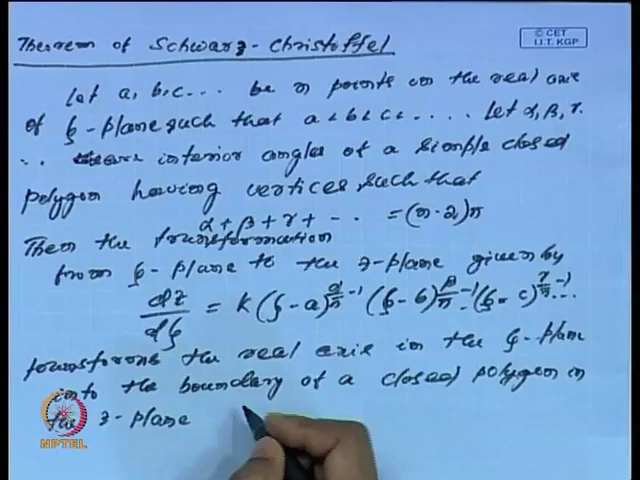 Theorem of Schwarz-Christoffel
© CET
I.I.T. KGP
Let a, b, c... be n points on the real axis
of ζ-plane such that a < b < c < .... Let α, β, γ.
.. interior angles of a simple closed
polygon having vertices such that
α + β + γ + ... = (n-2)π
Then the transformation
from ζ-plane to the z-plane given by
dz/dζ = K(ζ-a)^{α/π -1} (ζ-b)^{β/π -1} (ζ-c)^{γ/π -1}...
transforms the real axis in the ζ-plane
into the boundary of a closed polygon in
the z-plane
NPTEL